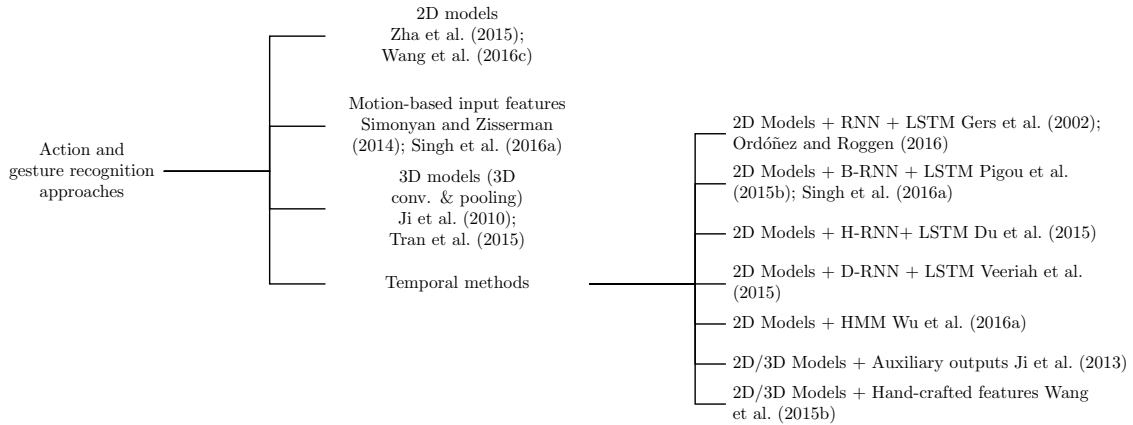 Action and
gesture recognition
approaches
2D models
Zha et al. (2015);
Wang et al. (2016c)
Motion-based input features
Simonyan and Zisserman
(2014); Singh et al. (2016a)
3D models (3D
conv. & pooling)
Ji et al. (2010);
Tran et al. (2015)
Temporal methods
2D Models + RNN + LSTM Gers et al. (2002);
Ordóñez and Roggen (2016)
2D Models + B-RNN + LSTM Pigou et al.
(2015b); Singh et al. (2016a)
2D Models + H-RNN+ LSTM Du et al. (2015)
2D Models + D-RNN + LSTM Veeriah et al.
(2015)
2D Models + HMM Wu et al. (2016a)
2D/3D Models + Auxiliary outputs Ji et al. (2013)
2D/3D Models + Hand-crafted features Wang
et al. (2015b)